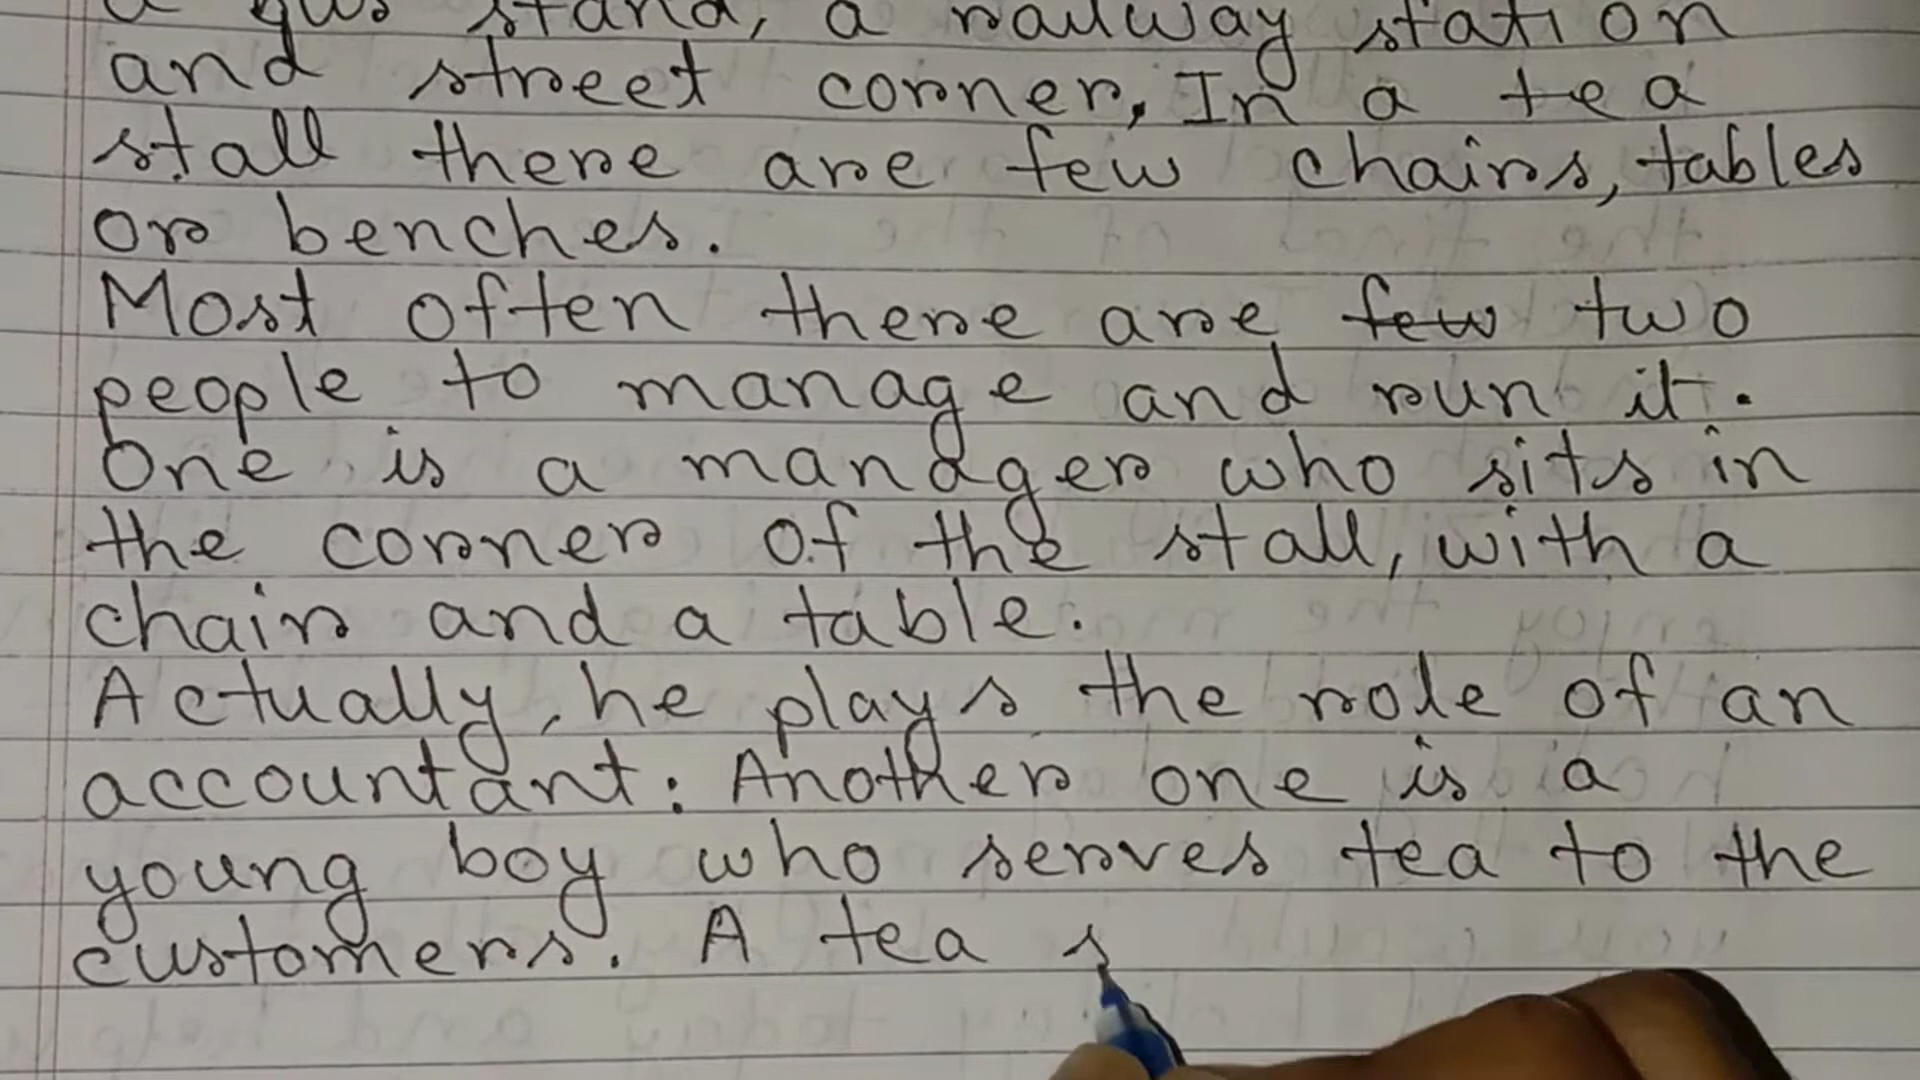 a bus stand, a railway station
and street corner. In a tea
stall there are few chairs, tables
or benches.
Most often there are few two
people to manage and run it.
One is a manager who sits in
the corner of the stall, with a
chair and a table.
Actually, he plays the role of an
accountant. Another one is a
young boy who serves tea to the
customers. A tea s